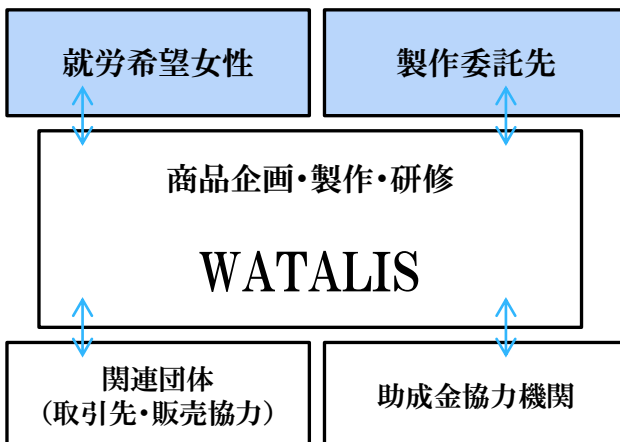 就労希望女性
製作委託先
商品企画・製作・研修
WATALIS
関連団体
（取引先・販売協力）
助成金協力機関